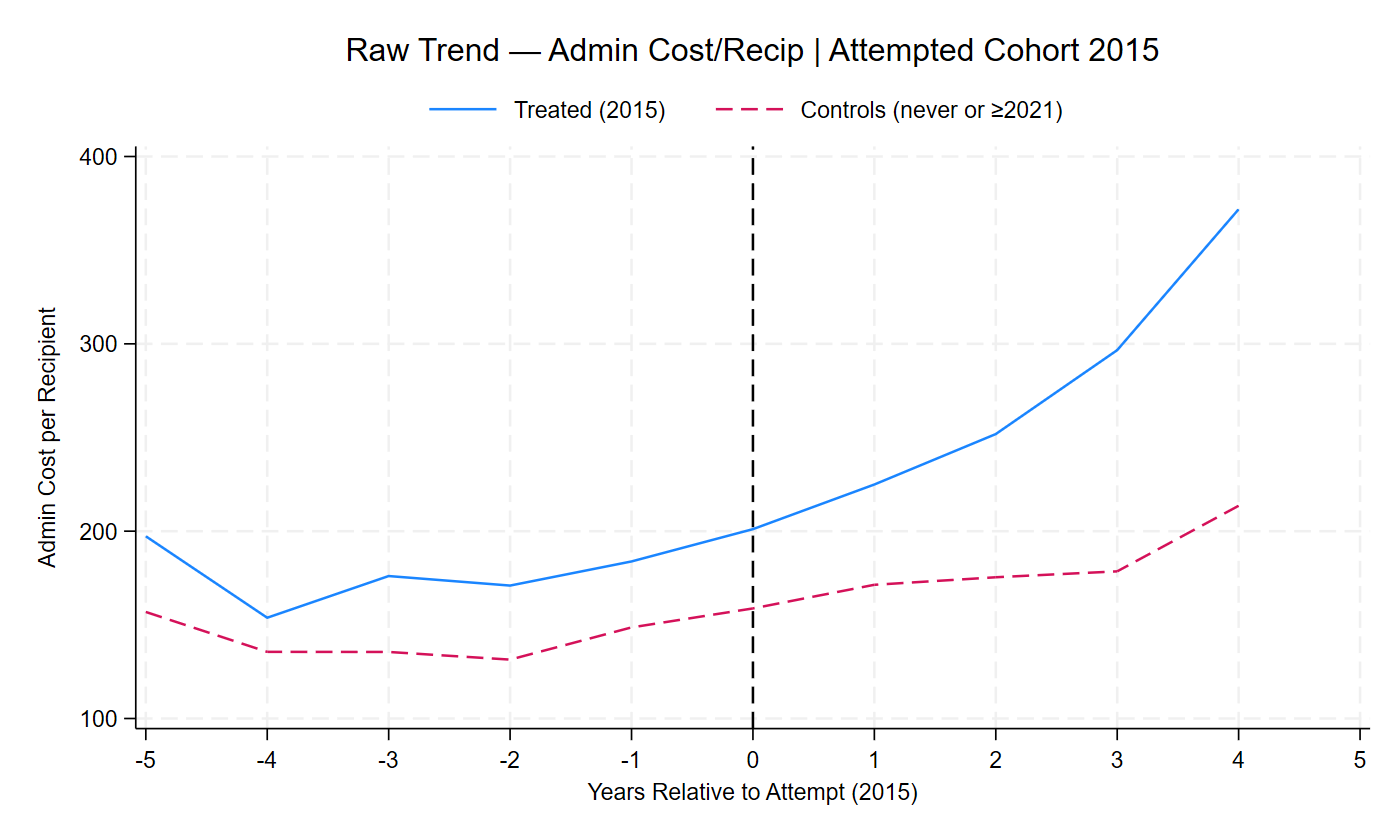 Raw Trend — Admin Cost/Recip | Attempted Cohort 2015
Treated (2015)
Controls (never or ≥2021)
Admin Cost per Recipient
400
300
200
100
-5 -4 -3 -2 -1 0 1 2 3 4 5
Years Relative to Attempt (2015)